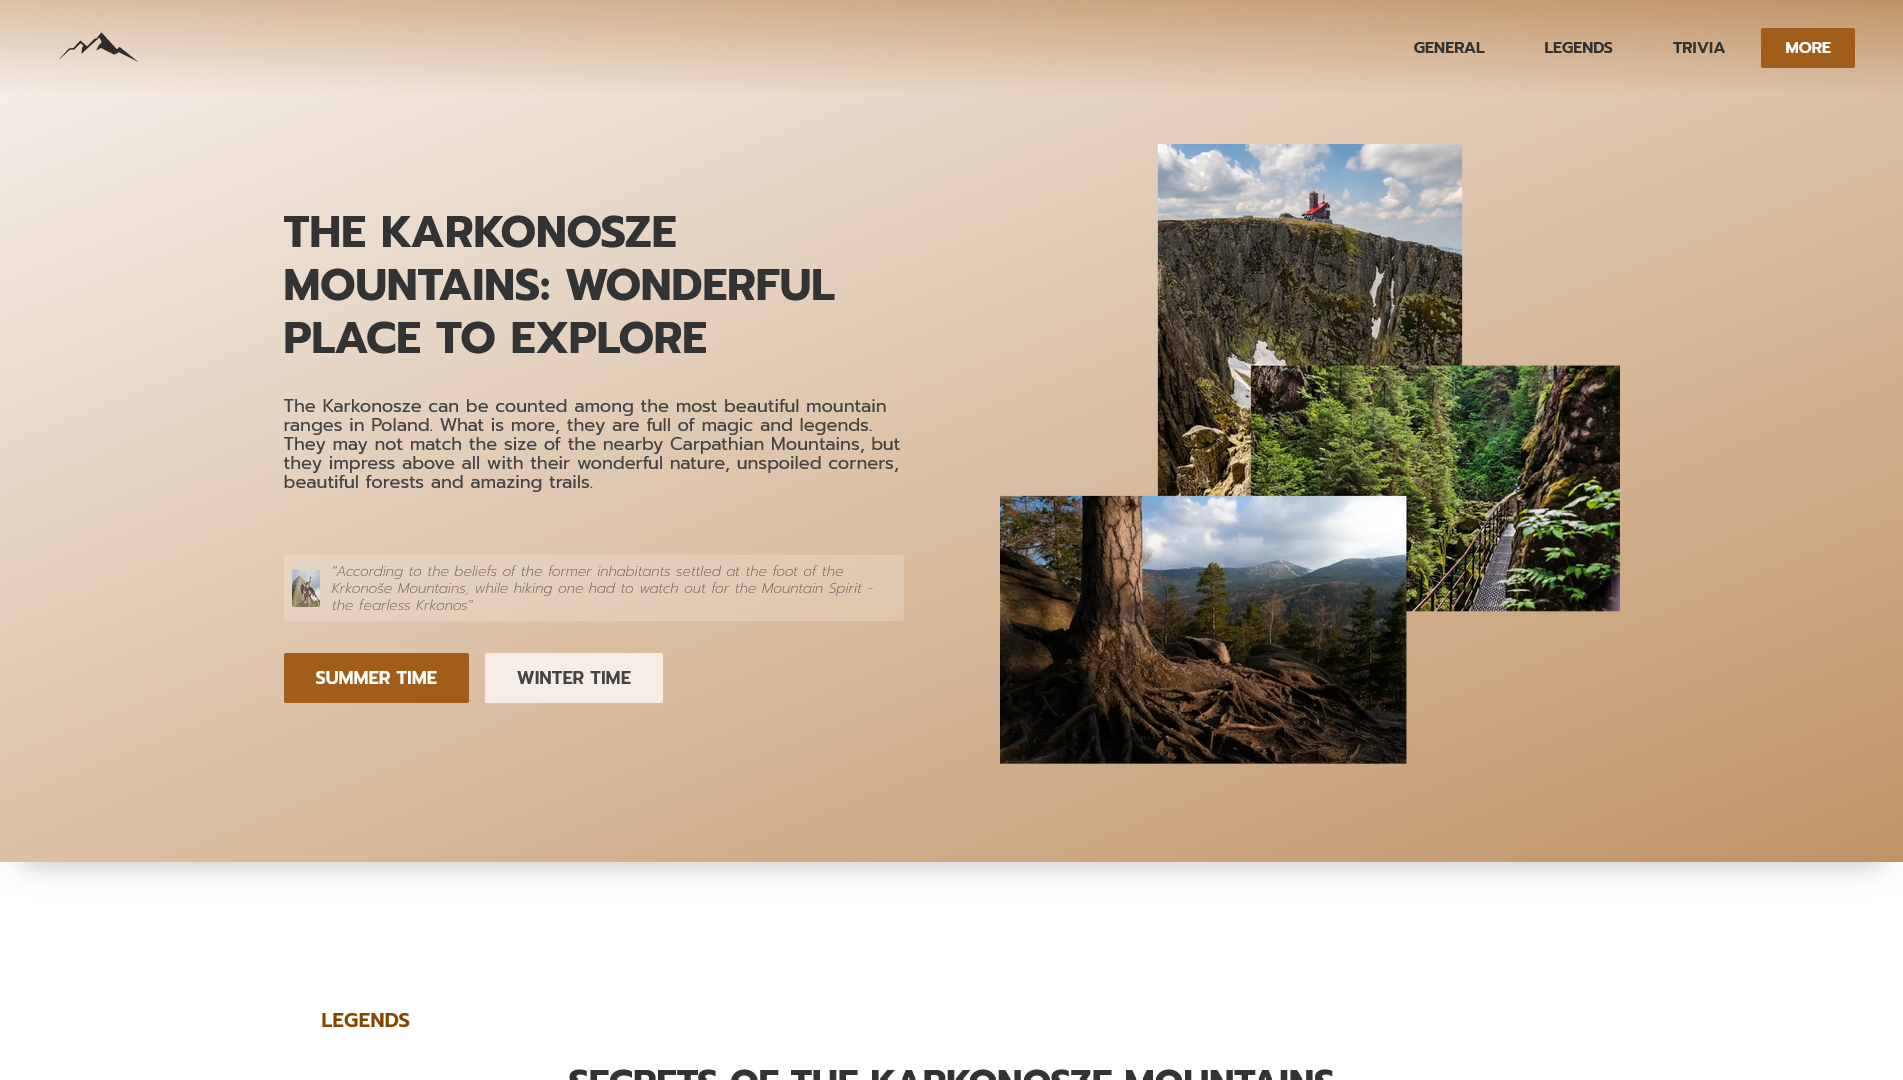 GENERAL
LEGENDS
TRIVIA
MORE
THE KARKONOSZE
MOUNTAINS: WONDERFUL
PLACE TO EXPLORE
The Karkonosze can be counted among the most beautiful mountain
ranges in Poland. What is more, they are full of magic and legends.
They may not match the size of the nearby Carpathian Mountains, but
they impress above all with their wonderful nature, unspoiled corners,
beautiful forests and amazing trails.
"According to the beliefs of the former inhabitants settled at the foot of the
Krkonoše Mountains, while hiking one had to watch out for the Mountain Spirit -
the fearless Krkonos"
SUMMER TIME
WINTER TIME
LEGENDS
SECRETS OF THE KARKONOSZE MOUNTAINS